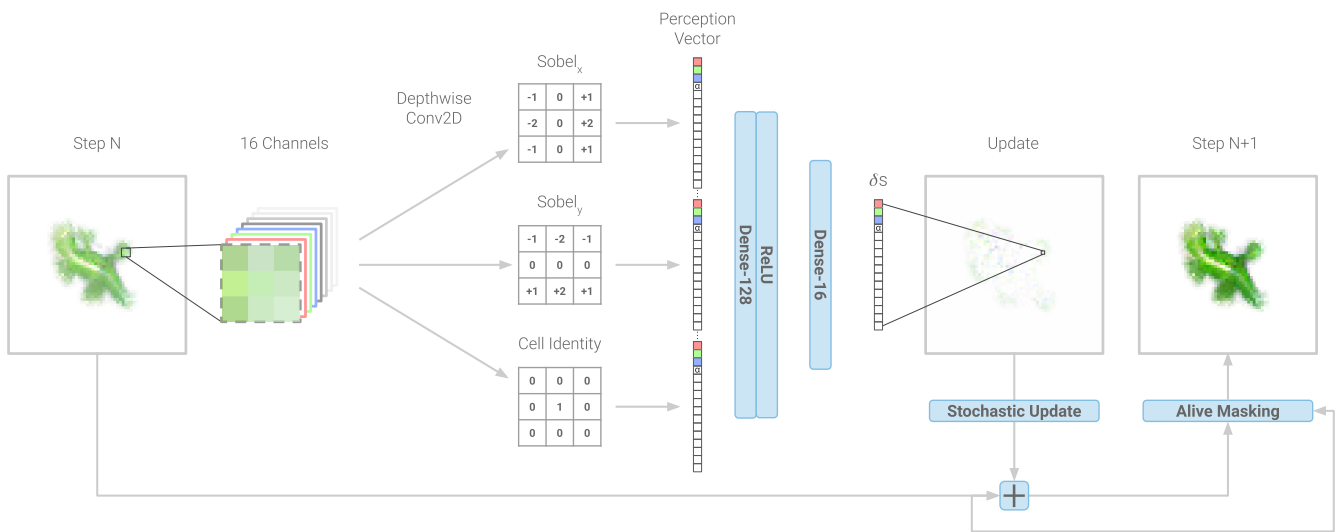 Perception
Vector
Sobelx
Depthwise
Conv2D
Step N
16 Channels
-1 0 +1
-2 0 +2
-1 0 +1
Sobely
-1 -2 -1
0 0 0
+1 +2 +1
Cell Identity
0 0 0
0 1 0
0 0 0
α
α
α
Dense-128
ReLU
Dense-16
δs
α
Update
Step N+1
Stochastic Update
Alive Masking
+